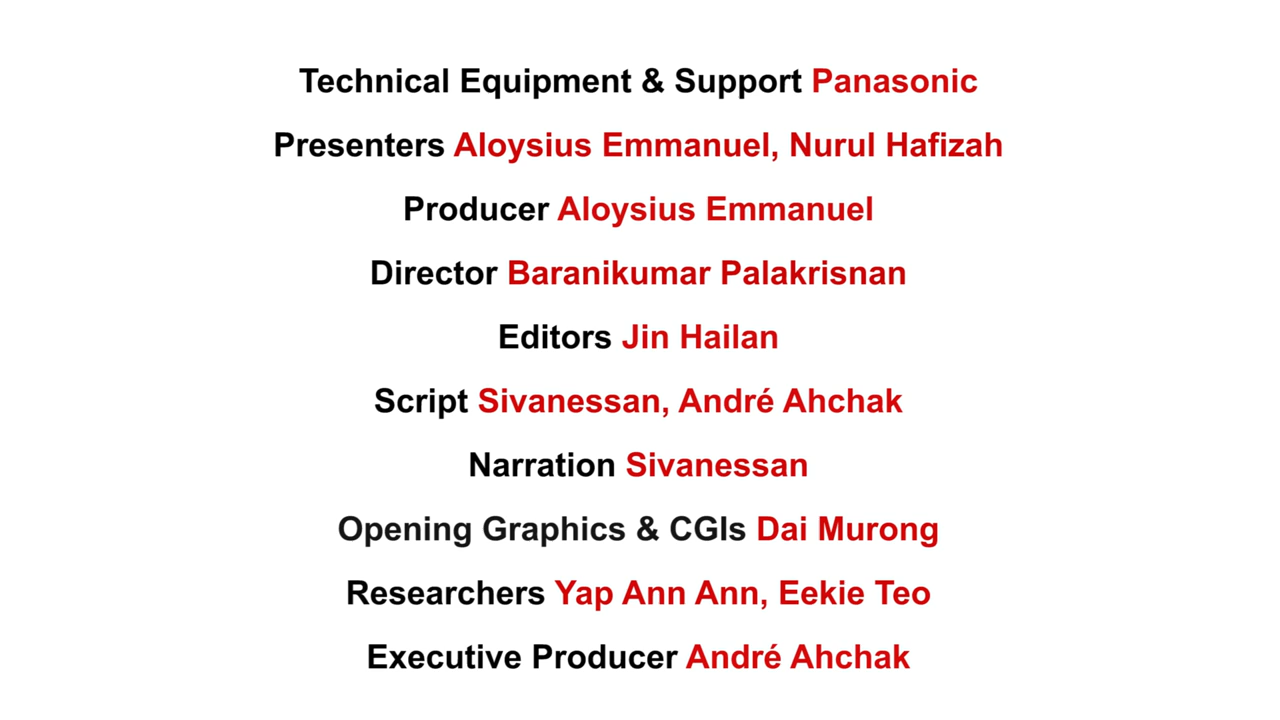 Technical Equipment & Support Panasonic
Presenters Aloysius Emmanuel, Nurul Hafizah
Producer Aloysius Emmanuel
Director Baranikumar Palakrisnan
Editors Jin Hailan
Script Sivanessan, André Ahchak
Narration Sivanessan
Opening Graphics & CGIs Dai Murong
Researchers Yap Ann Ann, Eekie Teo
Executive Producer André Ahchak